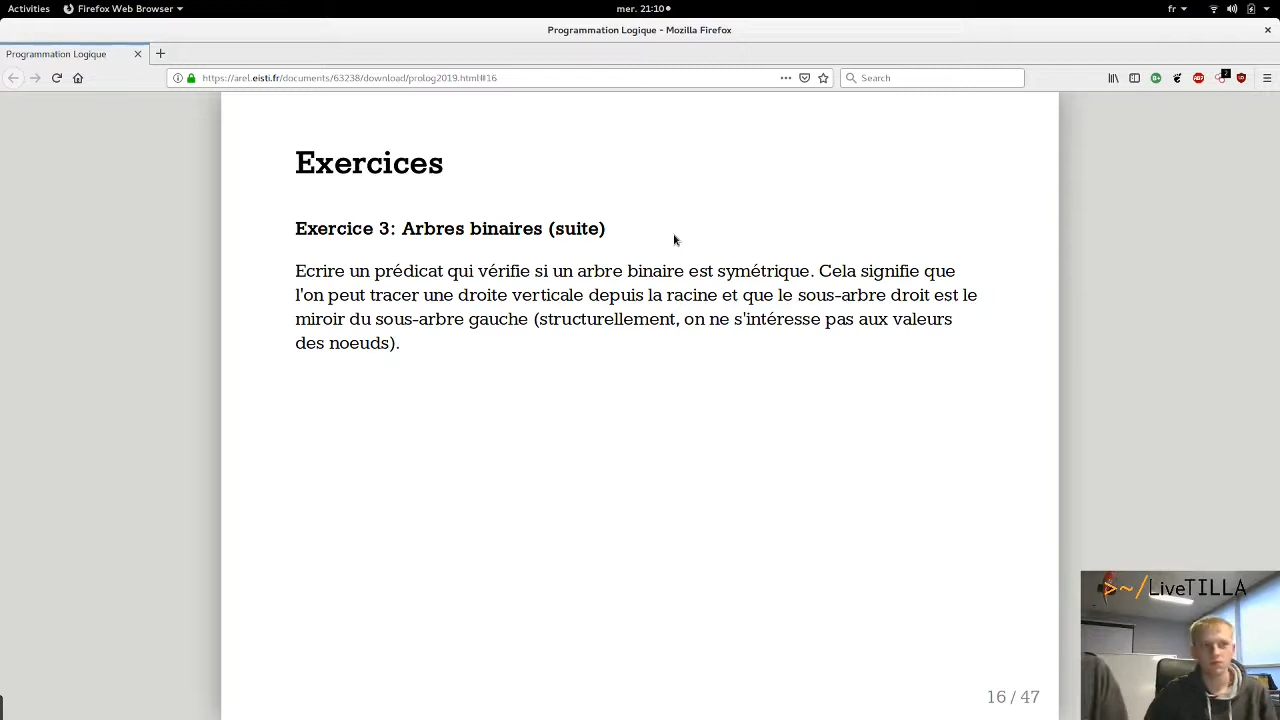 Activities
Firefox Web Browser
mer. 21:10
fr
Programmation Logique - Mozilla Firefox
Programmation Logique
https://arel.eisti.fr/documents/63238/download/prolog2019.html#16
Search
2
Exercices
Exercice 3: Arbres binaires (suite)
Ecrire un prédicat qui vérifie si un arbre binaire est symétrique. Cela signifie que
l'on peut tracer une droite verticale depuis la racine et que le sous-arbre droit est le
miroir du sous-arbre gauche (structurellement, on ne s'intéresse pas aux valeurs
des noeuds).
>~/LiveTILLA
16 / 47